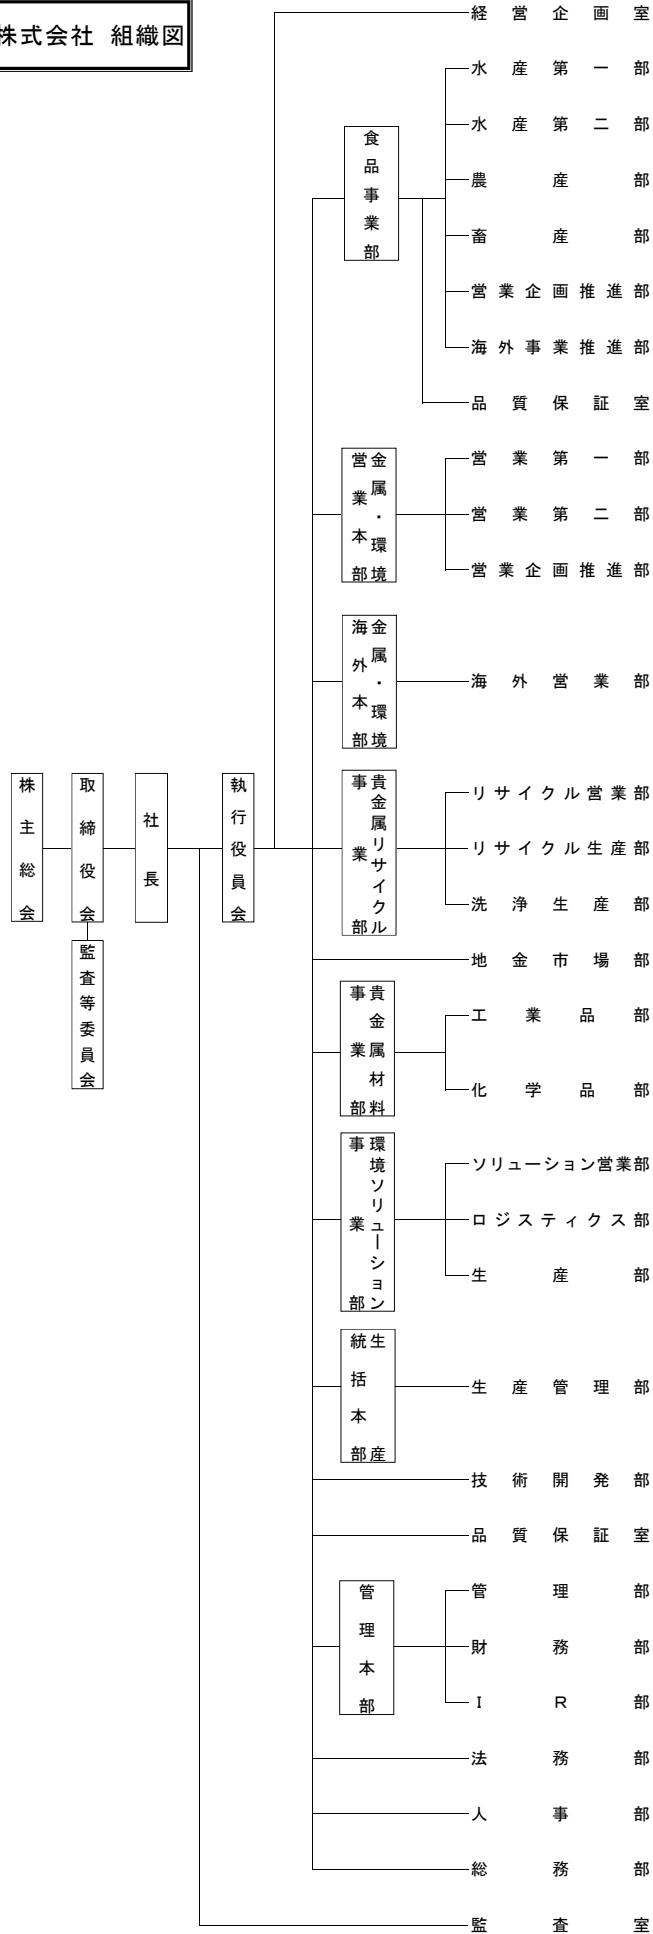 株式会社 組織図
経営企画室
食品事業部
水産第一部
水産第二部
農産部
畜産部
営業企画推進部
海外事業推進部
品質保証室
金属・環境
営業本部
営業第一部
営業第二部
営業企画推進部
金属・環境
海外本部
海外営業部
株主総会
取締役会
社長
執行役員会
監査等委員会
貴金属リサイクル
事業部
リサイクル営業部
リサイクル生産部
洗浄生産部
地金市場部
貴金属材料
事業部
工業品部
化学品部
環境ソリューション
事業部
ソリューション営業部
ロジスティクス部
生産部
生産
統括本部
生産管理部
技術開発部
品質保証室
管理本部
管理部
財務部
IR部
法務部
人事部
総務部
監査室